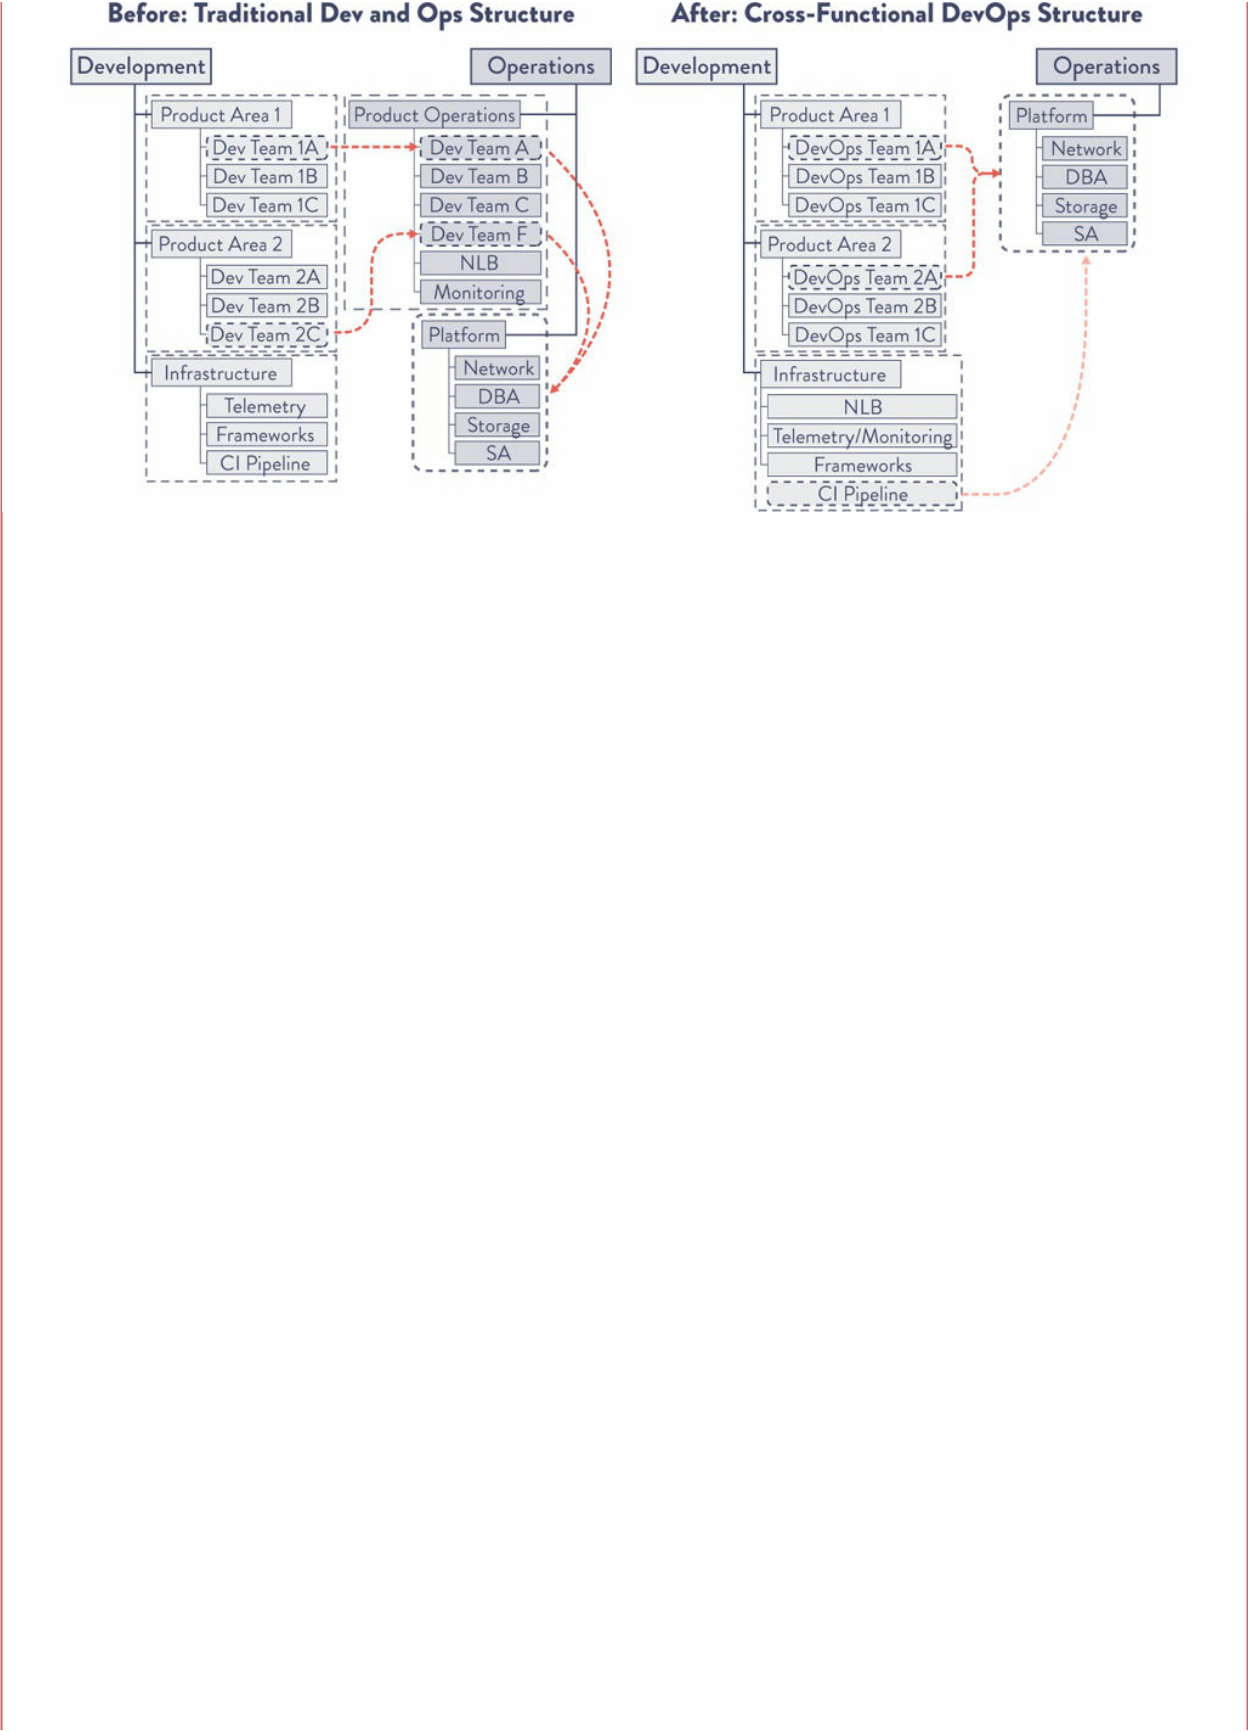 Before: Traditional Dev and Ops Structure
Development
Operations
Product Area 1
Dev Team 1A
Dev Team 1B
Dev Team 1C
Product Area 2
Dev Team 2A
Dev Team 2B
Dev Team 2C
Infrastructure
Telemetry
Frameworks
CI Pipeline
Product Operations
Dev Team A
Dev Team B
Dev Team C
Dev Team F
NLB
Monitoring
Platform
Network
DBA
Storage
SA
After: Cross-Functional DevOps Structure
Development
Operations
Product Area 1
DevOps Team 1A
DevOps Team 1B
DevOps Team 1C
Product Area 2
DevOps Team 2A
DevOps Team 2B
DevOps Team 1C
Infrastructure
NLB
Telemetry/Monitoring
Frameworks
CI Pipeline
Platform
Network
DBA
Storage
SA